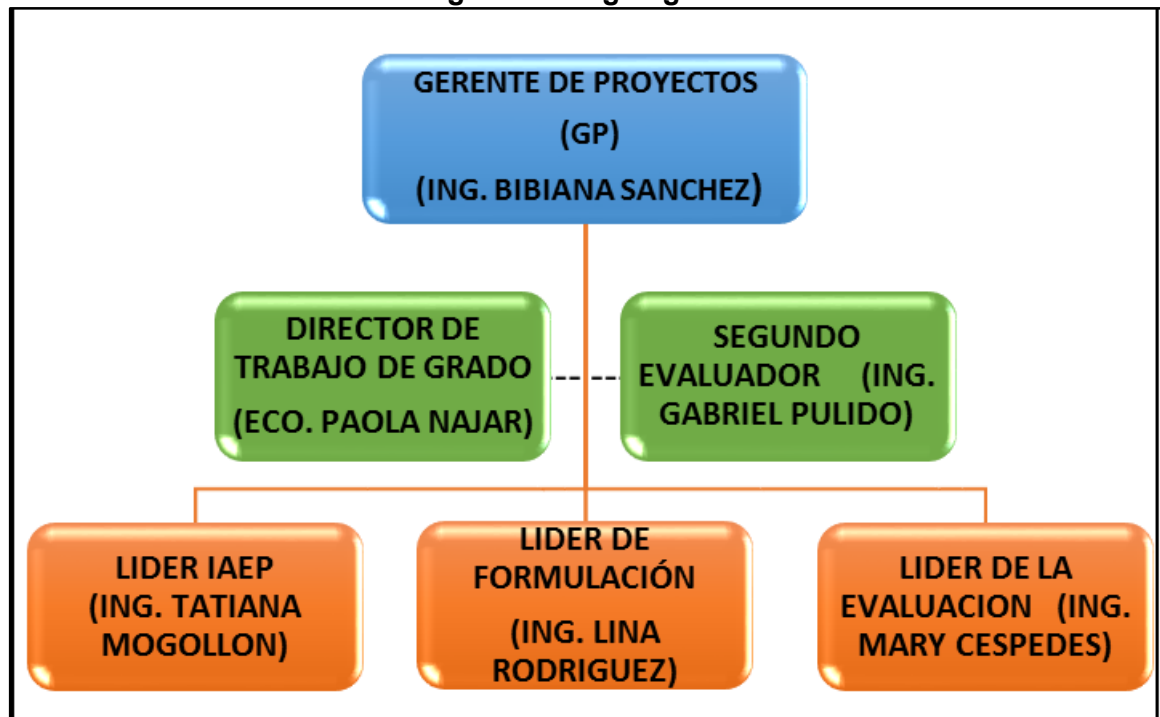 GERENTE DE PROYECTOS
(GP)
(ING. BIBIANA SANCHEZ)
DIRECTOR DE
TRABAJO DE GRADO
(ECO. PAOLA NAJAR)
SEGUNDO
EVALUADOR (ING.
GABRIEL PULIDO)
LIDER IAEP
(ING. TATIANA
MOGOLLON)
LIDER DE
FORMULACIÓN
(ING. LINA
RODRIGUEZ)
LIDER DE LA
EVALUACION (ING.
MARY CESPEDES)